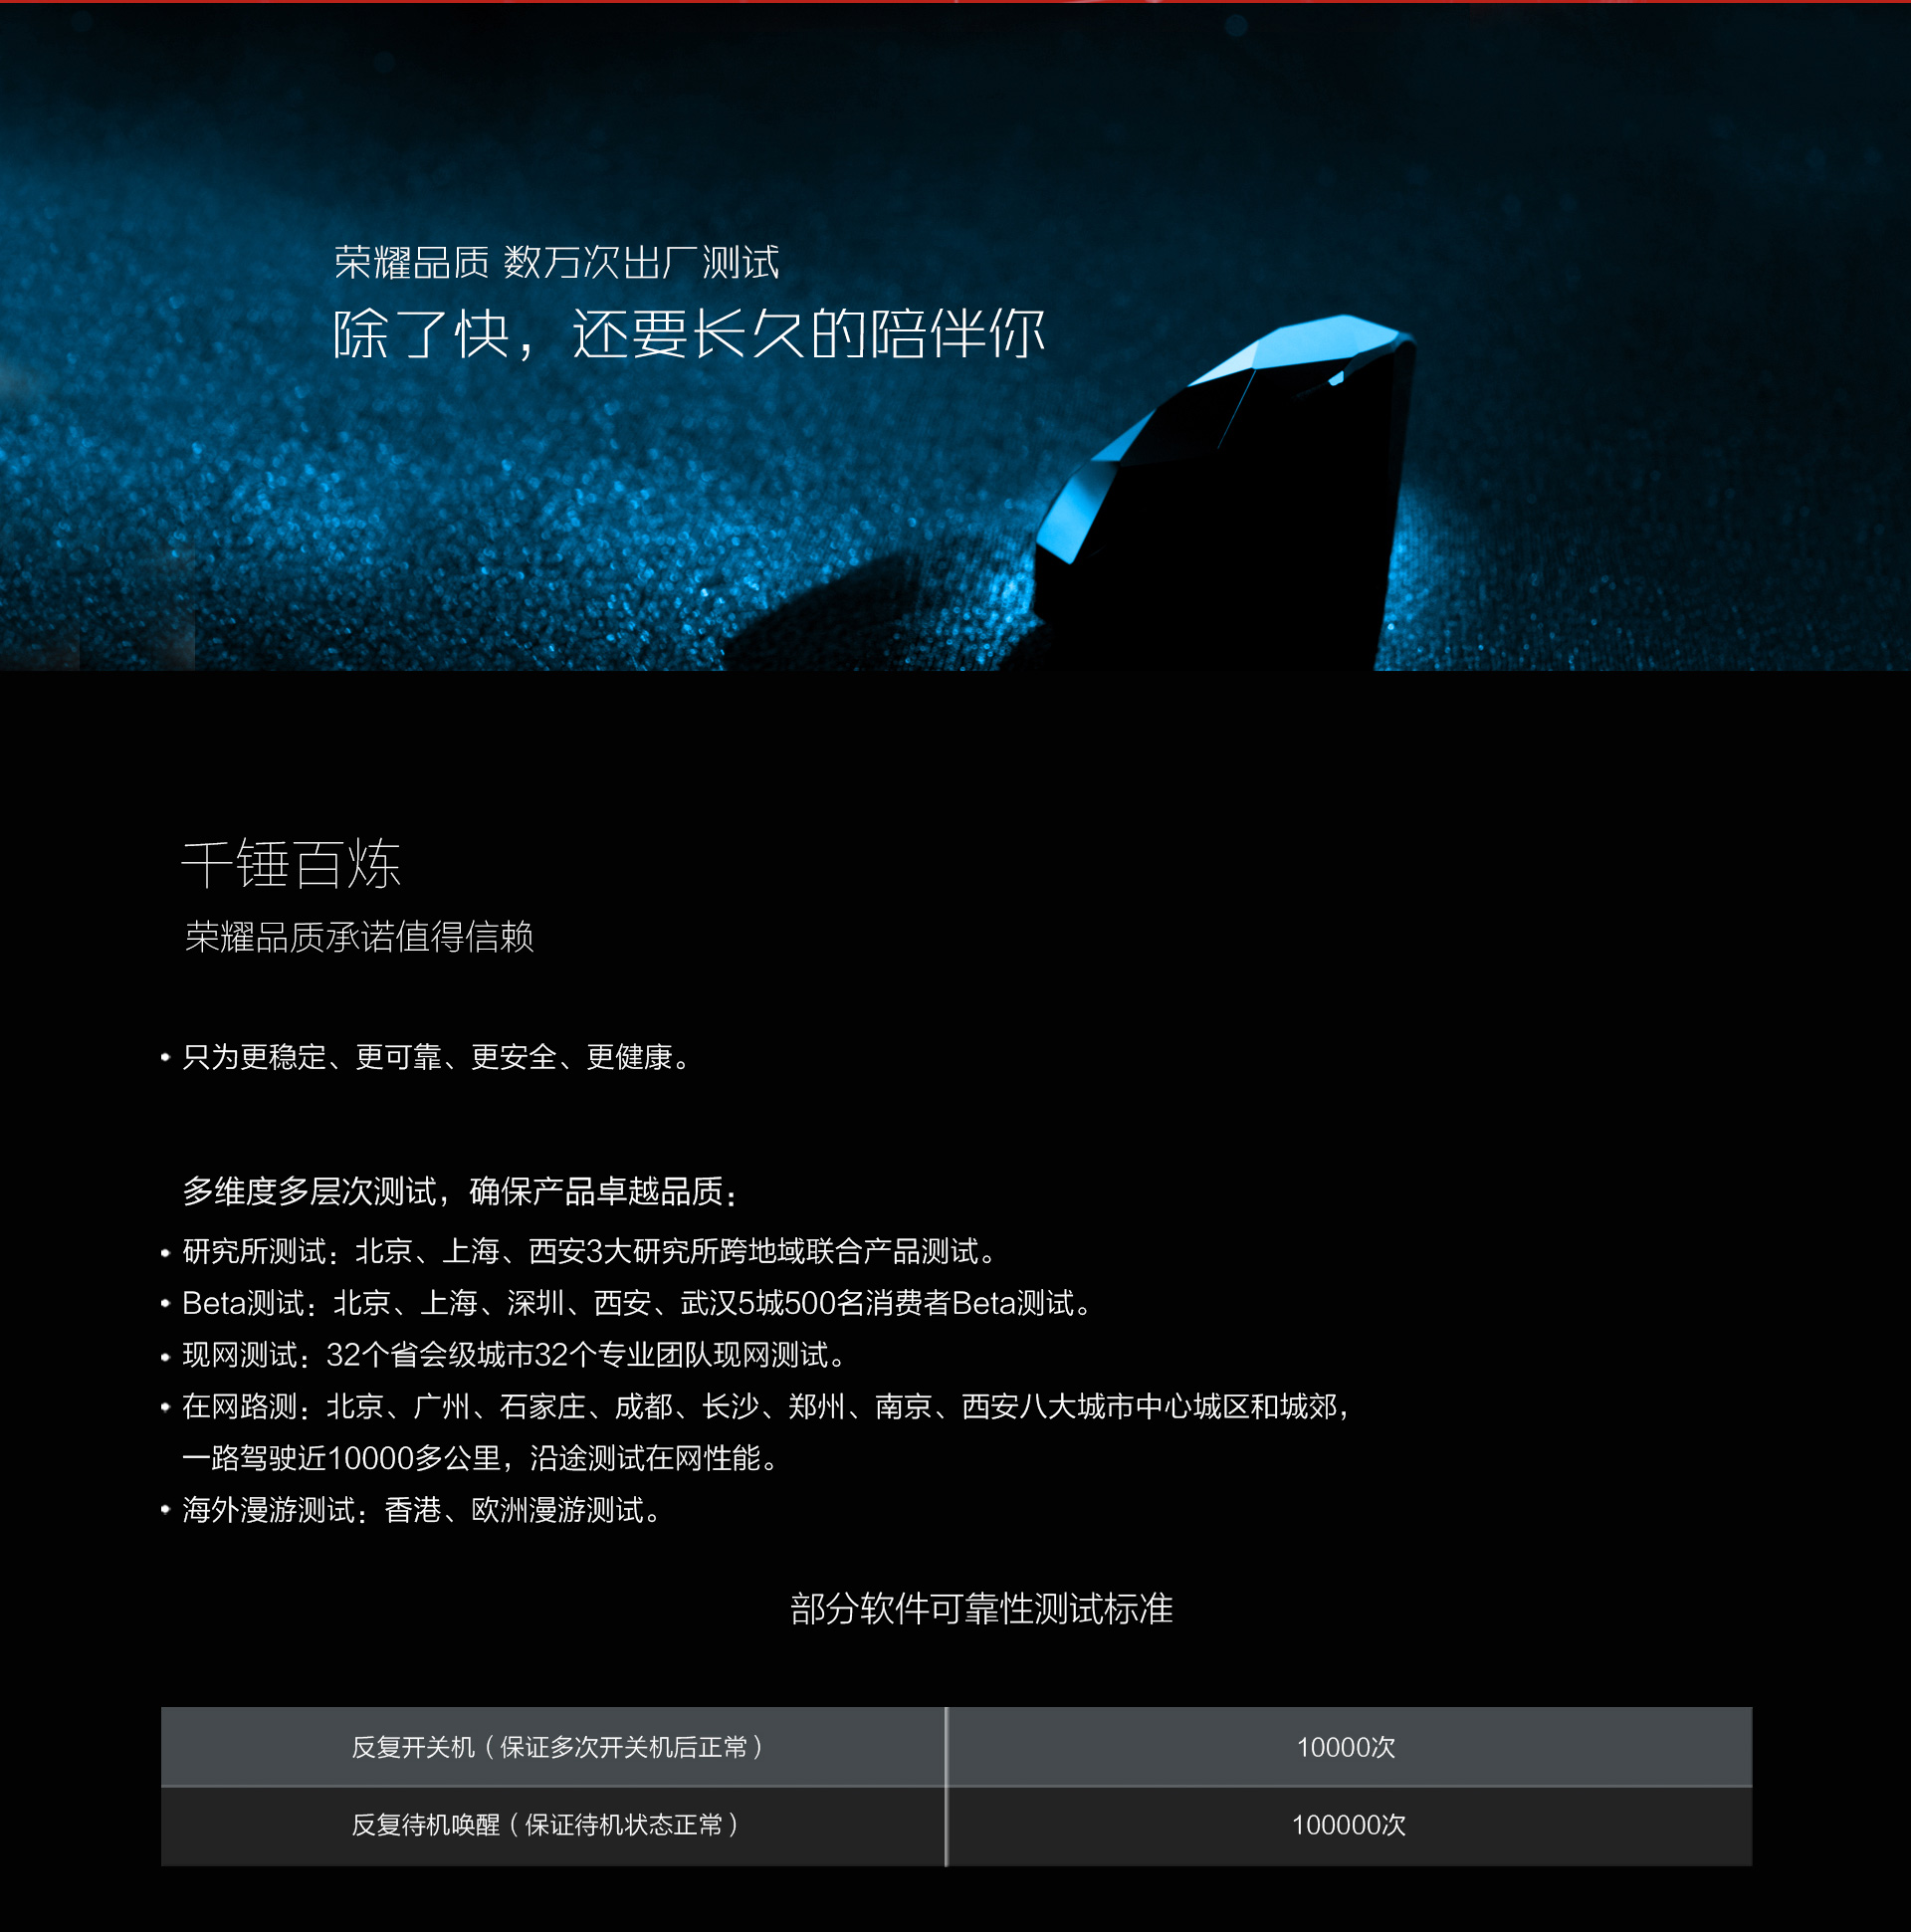 荣耀品质 数万次出厂测试
除了快，还要长久的陪伴你
千锤百炼
荣耀品质承诺值得信赖
• 只为更稳定、更可靠、更安全、更健康。
多维度多层次测试，确保产品卓越品质：
• 研究所测试：北京、上海、西安3大研究所跨地域联合产品测试。
• Beta测试：北京、上海、深圳、西安、武汉5城500名消费者Beta测试。
• 现网测试：32个省会级城市32个专业团队现网测试。
• 在网路测：北京、广州、石家庄、成都、长沙、郑州、南京、西安八大城市中心城区和城郊，
一路驾驶近10000多公里，沿途测试在网性能。
• 海外漫游测试：香港、欧洲漫游测试。
部分软件可靠性测试标准
反复开关机（保证多次开关机后正常） 10000次
反复待机唤醒（保证待机状态正常） 100000次